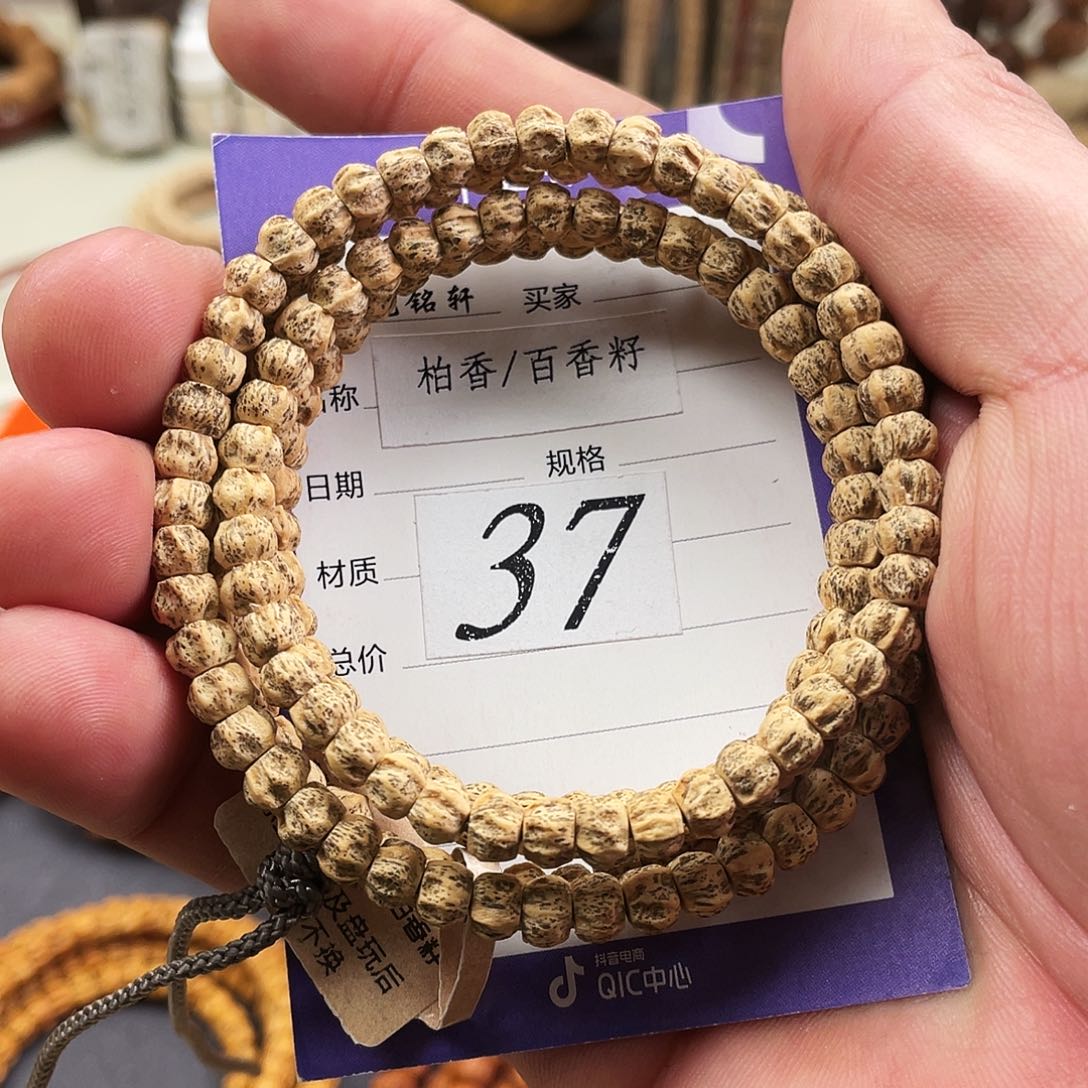 铭轩 买家
称 柏香/百香籽
日期 规格
材质 37
总价
及盘玩后
不换
抖音电商
QIC中心